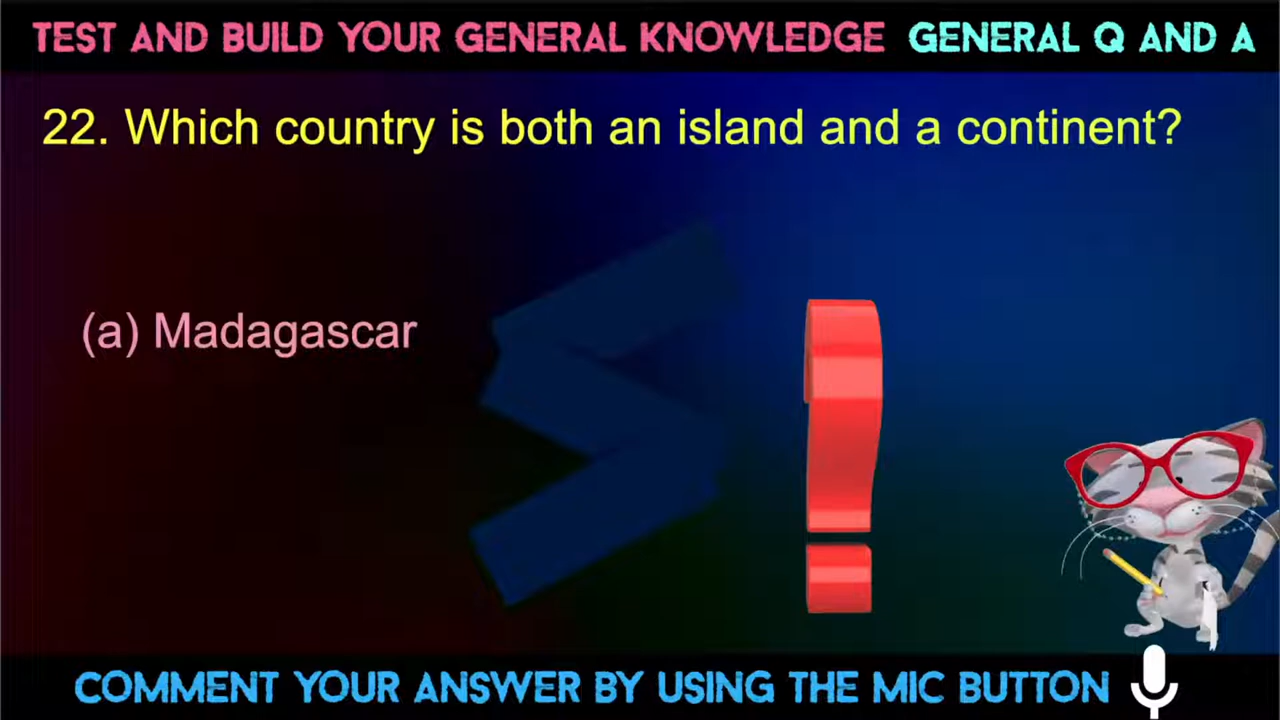 TEST AND BUILD YOUR GENERAL KNOWLEDGE GENERAL Q AND A
22. Which country is both an island and a continent?
(a) Madagascar
COMMENT YOUR ANSWER BY USING THE MIC BUTTON